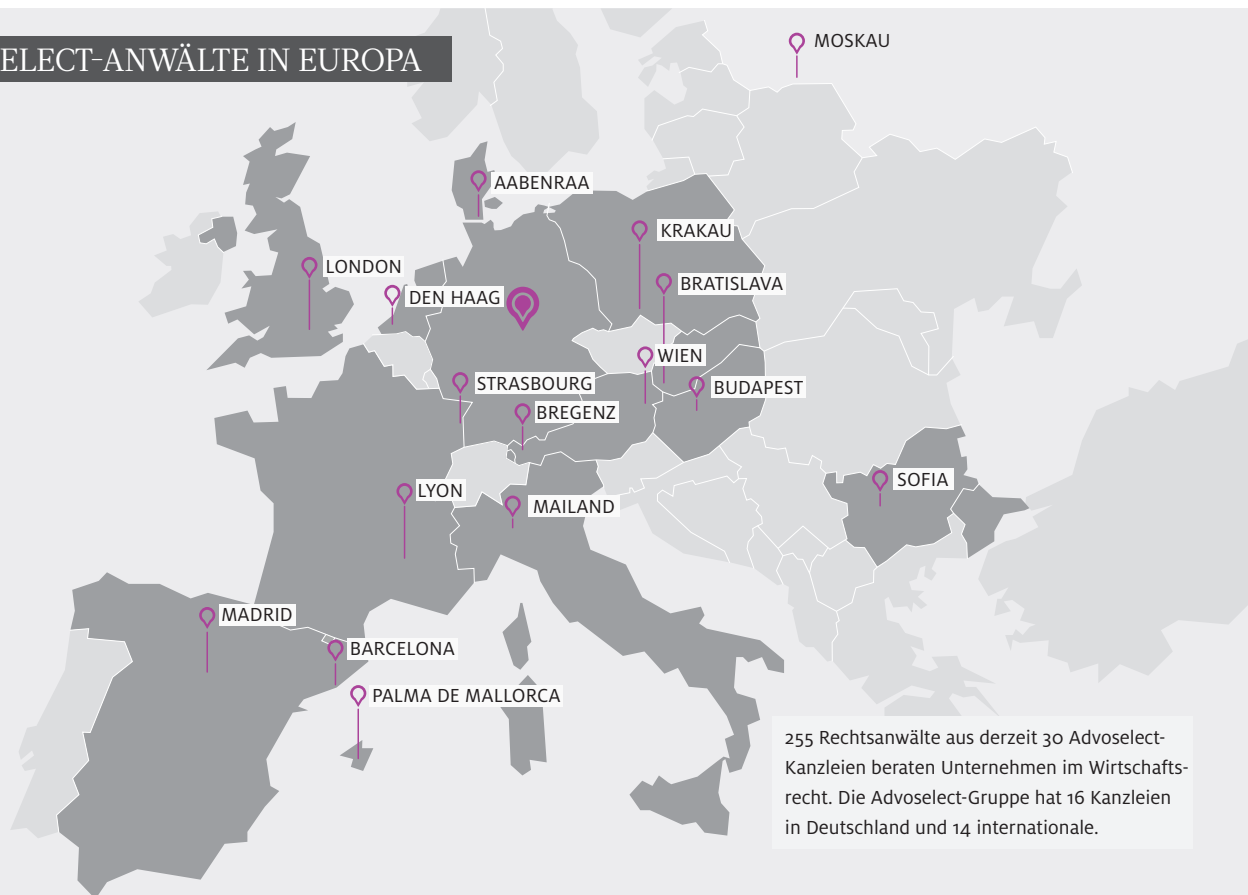 ELECT-ANWÄLTE IN EUROPA
MOSKAU
AABENRAA
KRAKAU
LONDON
BRATISLAVA
DEN HAAG
WIEN
STRASBOURG
BUDAPEST
BREGENZ
SOFIA
LYON
MAILAND
MADRID
BARCELONA
PALMA DE MALLORCA
255 Rechtsanwälte aus derzeit 30 Advoselect-
Kanzleien beraten Unternehmen im Wirtschafts-
recht. Die Advoselect-Gruppe hat 16 Kanzleien
in Deutschland und 14 internationale.